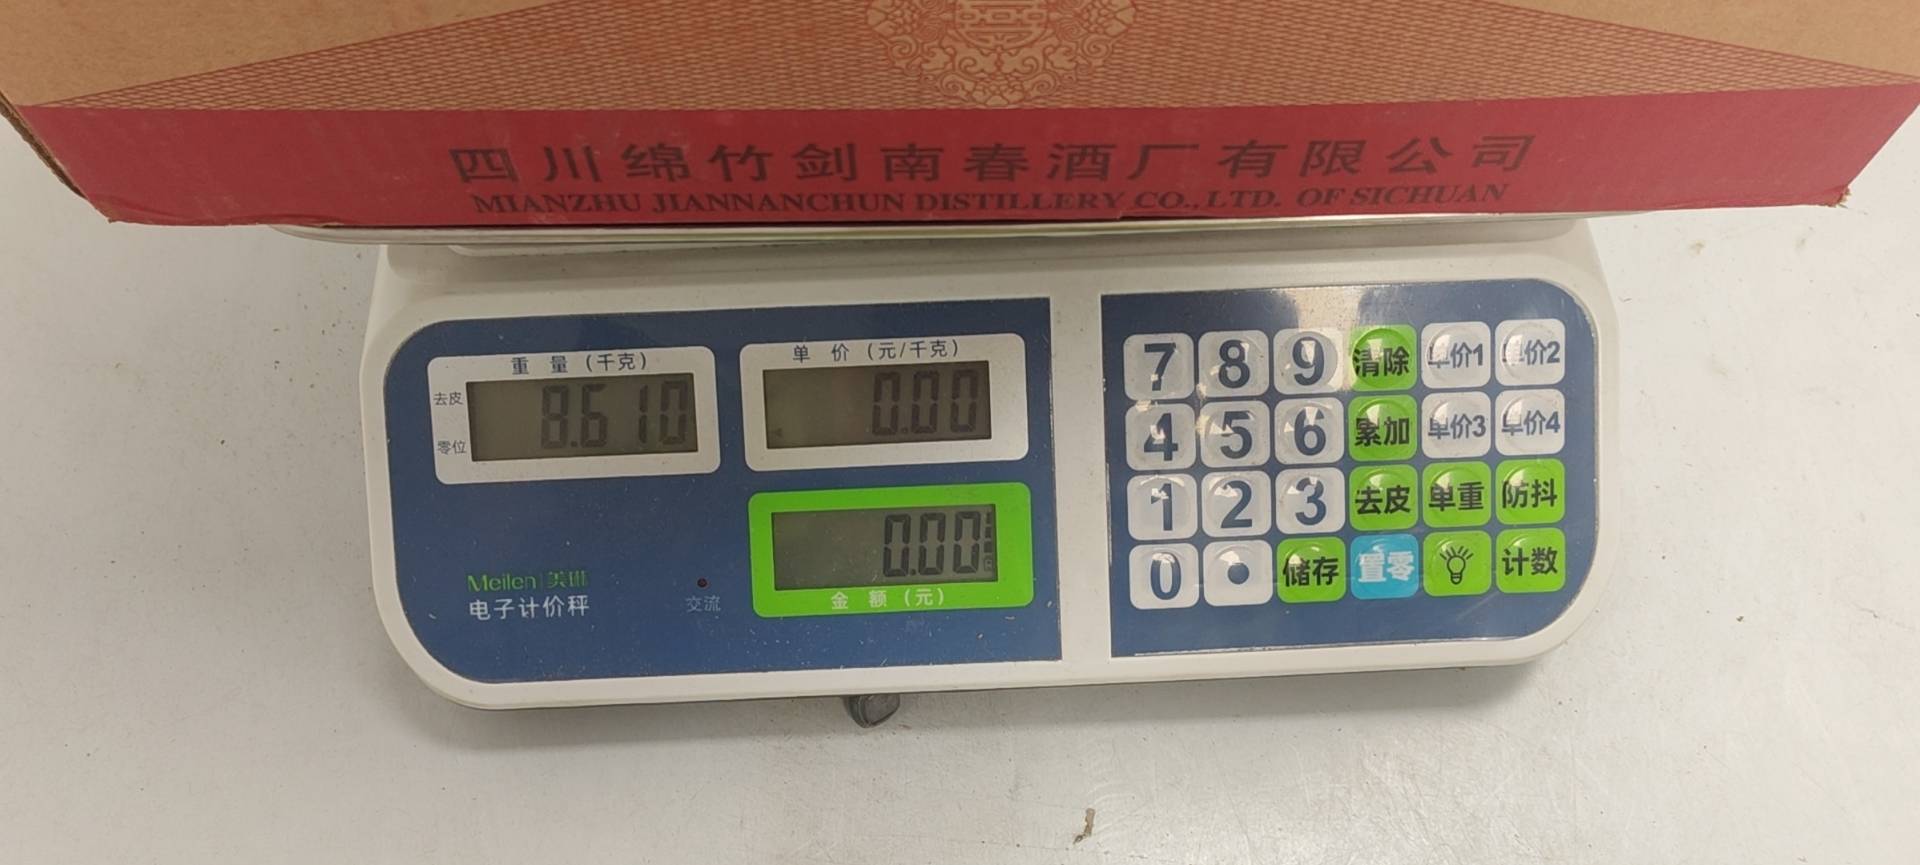 四川绵竹剑南春酒厂有限公司
MIANZHU JIANNANCHUN DISTILLERY CO.,LTD. OF SICHUAN
重量(千克)
去皮
零位
8.610
单价(元/千克)
0.00
0.00
金额(元)
Meilen|美琳
电子计价秤
交流
7 8 9 清除 单价1 单价2
4 5 6 累加 单价3 单价4
1 2 3 去皮 单重 防抖
0 • 储存 置零 计数